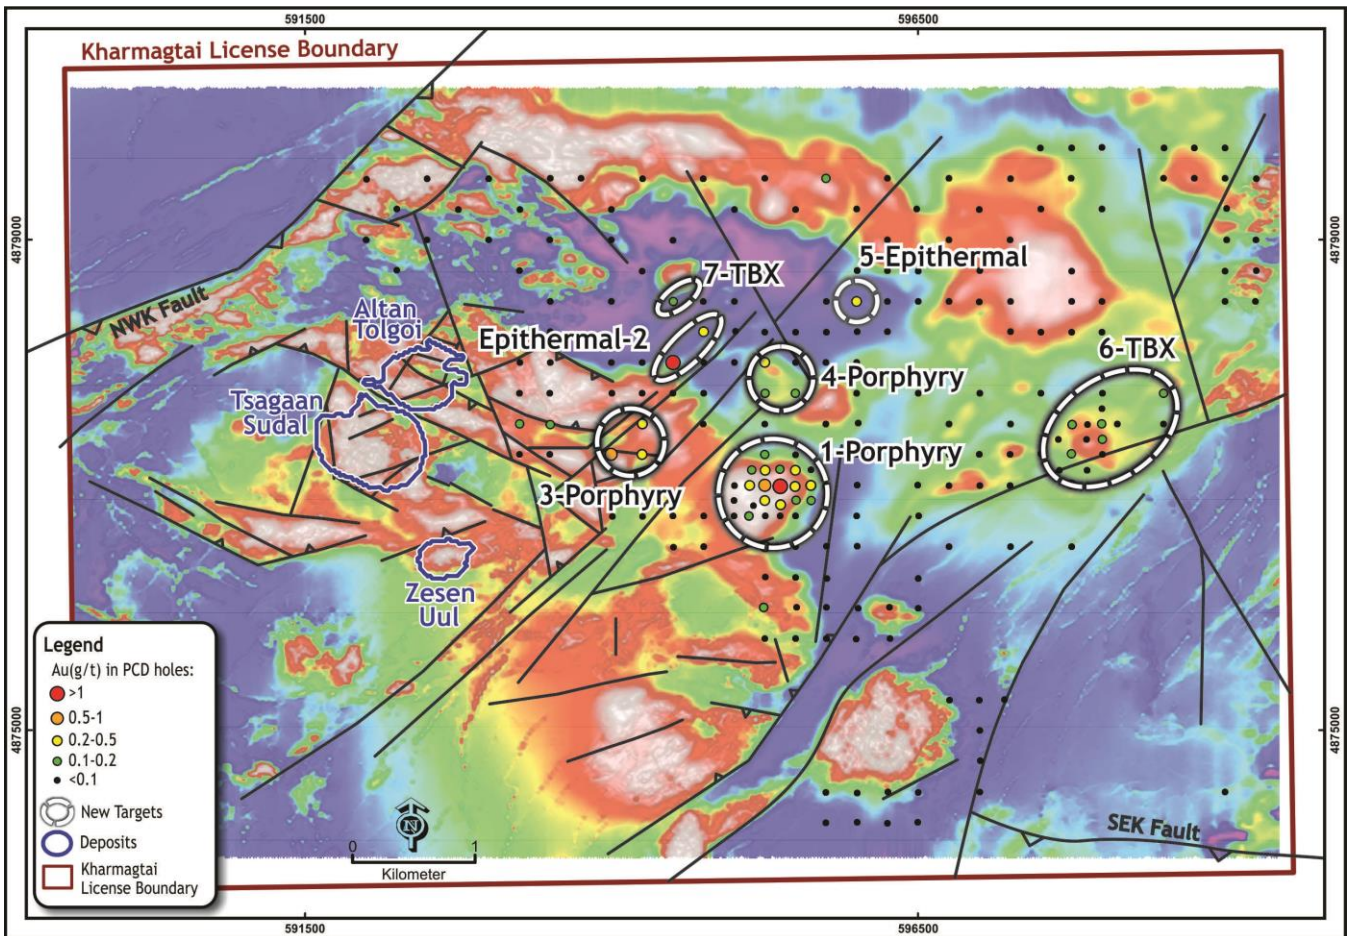 591500
596500
Kharmagtai License Boundary
4879000
4879000
NWK Fault
Altan
Tolgoi
Tsagaan
Sudal
Zesen
Uul
7-TBX
5-Epithermal
Epithermal-2
4-Porphyry
6-TBX
1-Porphyry
3-Porphyry
Legend
Au(g/t) in PCD holes:
>1
0.5-1
0.2-0.5
0.1-0.2
<0.1
New Targets
Deposits
Kharmagtai
License Boundary
N
0 1
Kilometer
SEK Fault
4875000
4875000
591500
596500